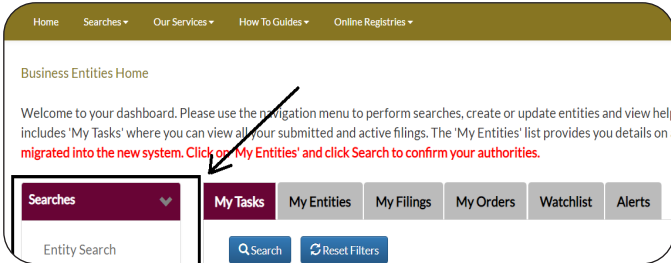 Home Searches Our Services How To Guides Online Registries
Business Entities Home
Welcome to your dashboard. Please use the navigation menu to perform searches, create or update entities and view help
includes 'My Tasks' where you can view all your submitted and active filings. The 'My Entities' list provides you details on
migrated into the new system. Click on 'My Entities' and click Search to confirm your authorities.
Searches
My Tasks My Entities My Filings My Orders Watchlist Alerts
Entity Search
Search Reset Filters